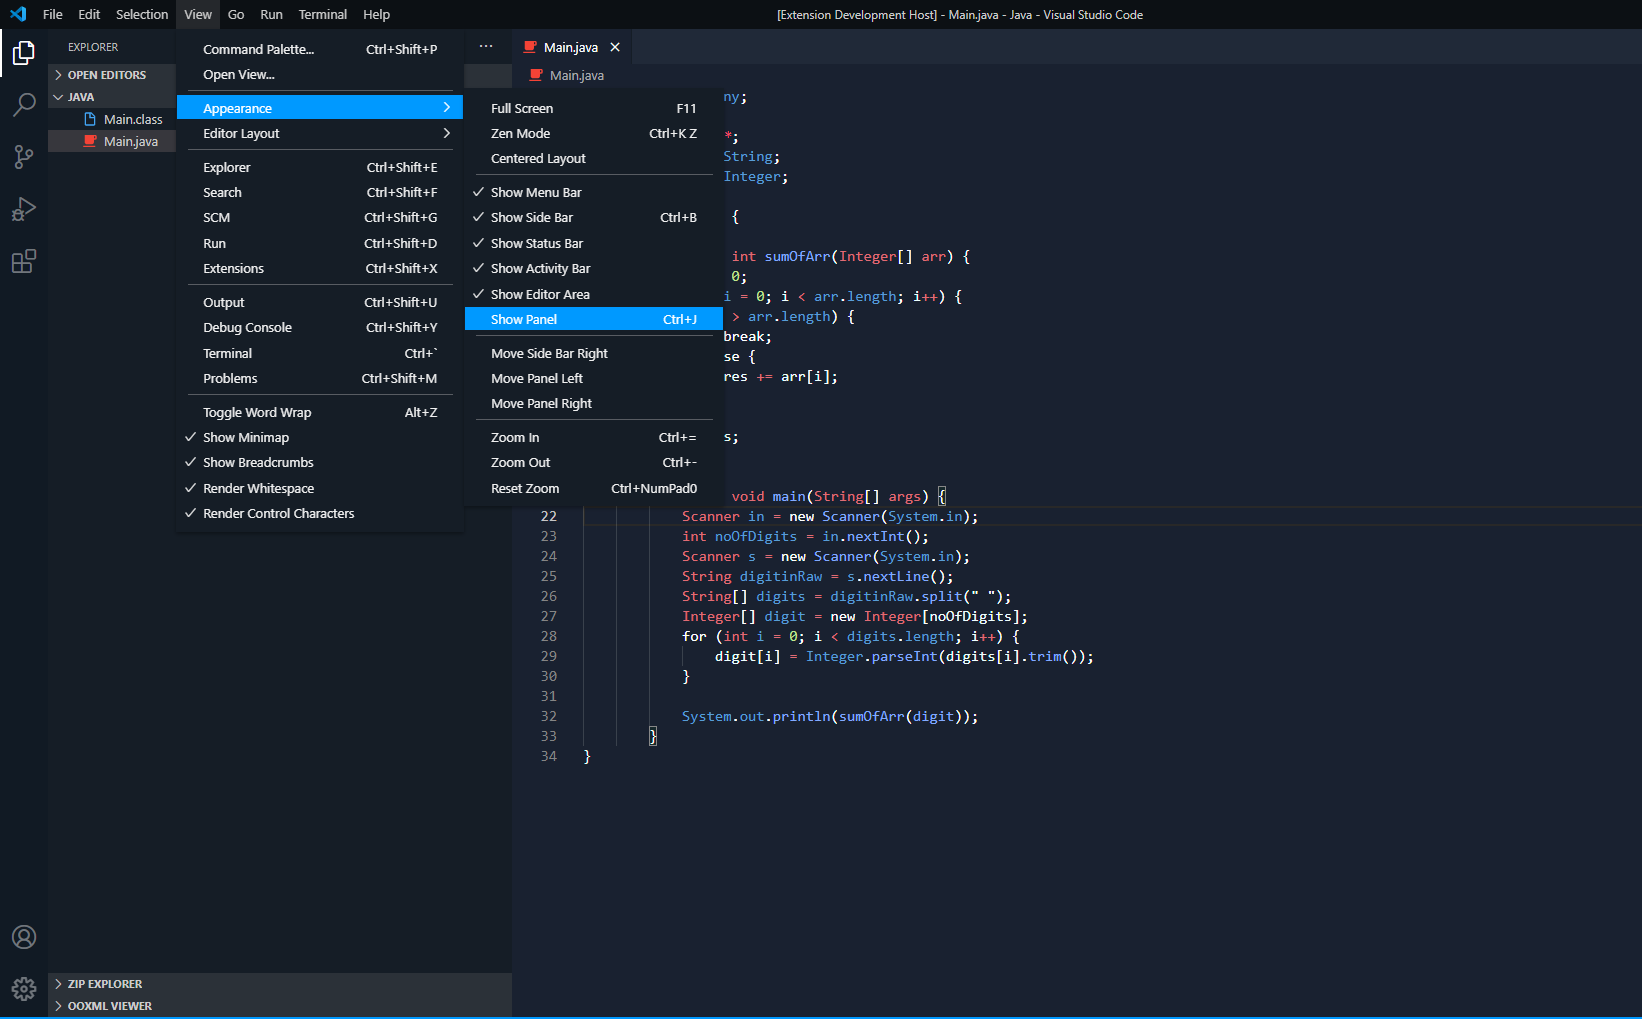 File Edit Selection View Go Run Terminal Help
[Extension Development Host] - Main.java - Java - Visual Studio Code
EXPLORER
OPEN EDITORS
JAVA
Main.class
Main.java
Command Palette... Ctrl+Shift+P
Open View...
Appearance
Editor Layout
Explorer Ctrl+Shift+E
Search Ctrl+Shift+F
SCM Ctrl+Shift+G
Run Ctrl+Shift+D
Extensions Ctrl+Shift+X
Output Ctrl+Shift+U
Debug Console Ctrl+Shift+Y
Terminal Ctrl+`
Problems Ctrl+Shift+M
Toggle Word Wrap Alt+Z
Show Minimap
Show Breadcrumbs
Render Whitespace
Render Control Characters
Full Screen F11
Zen Mode Ctrl+K Z
Centered Layout
Show Menu Bar
Show Side Bar Ctrl+B
Show Status Bar
Show Activity Bar
Show Editor Area
Show Panel Ctrl+J
Move Side Bar Right
Move Panel Left
Move Panel Right
Zoom In Ctrl+=
Zoom Out Ctrl+-
Reset Zoom Ctrl+NumPad0
···
Main.java
Main.java
ny;
*;
String;
Integer;
{
int sumOfArr(Integer[] arr) {
0;
i = 0; i < arr.length; i++) {
> arr.length) {
break;
se {
res += arr[i];
s;
void main(String[] args) {
22 Scanner in = new Scanner(System.in);
23 int noOfDigits = in.nextInt();
24 Scanner s = new Scanner(System.in);
25 String digitinRaw = s.nextLine();
26 String[] digits = digitinRaw.split(" ");
27 Integer[] digit = new Integer[noOfDigits];
28 for (int i = 0; i < digits.length; i++) {
29 digit[i] = Integer.parseInt(digits[i].trim());
30 }
31
32 System.out.println(sumOfArr(digit));
33 }
34 }
ZIP EXPLORER
OOXML VIEWER